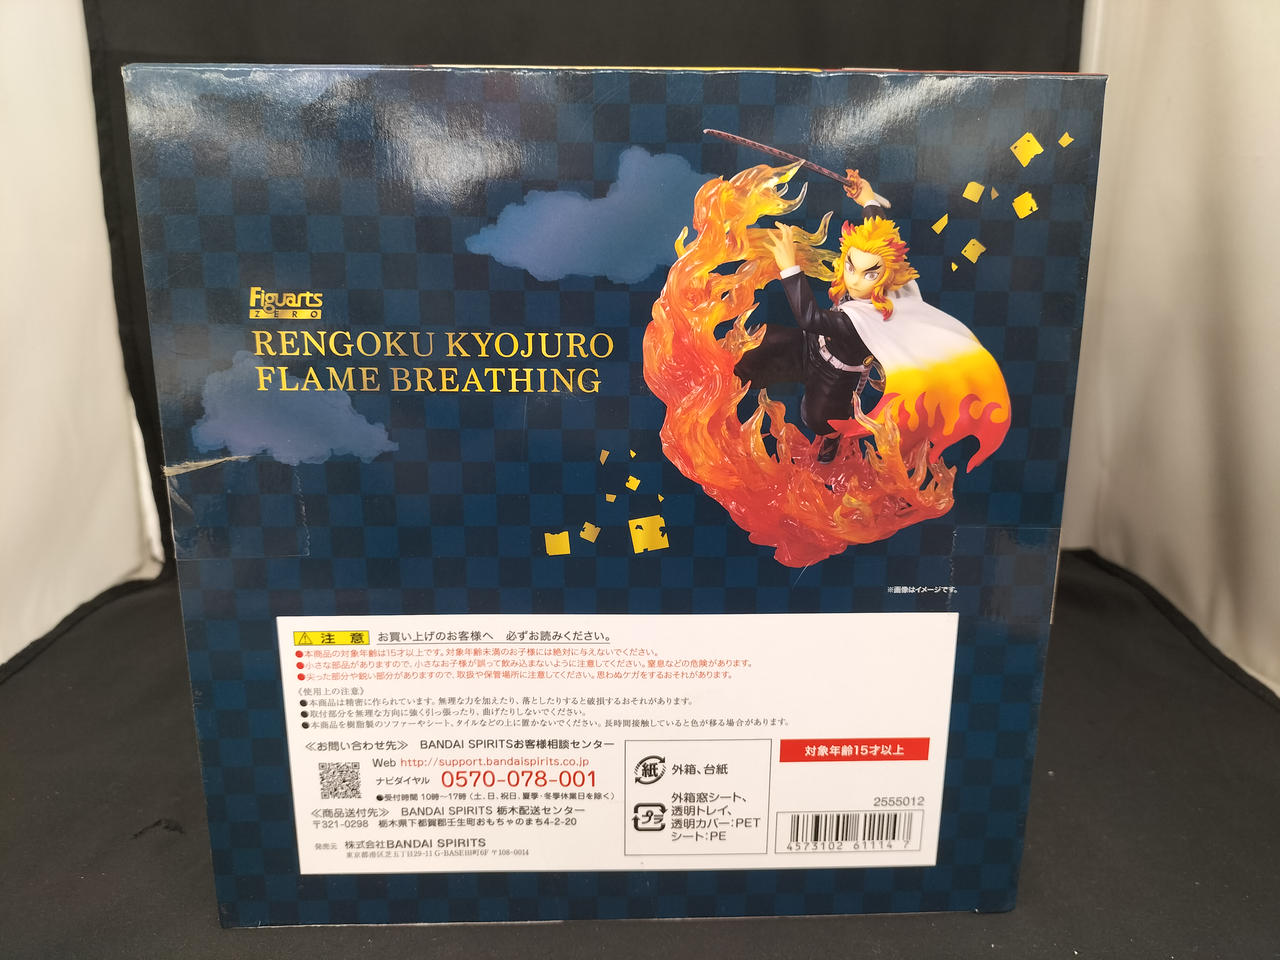 Figuarts
ZERO
RENGOKU KYOJURO
FLAME BREATHING
※画像はイメージです。
注意 お買い上げのお客様へ 必ずお読みください。
●本商品の対象年齢は15才以上です。対象年齢未満のお子様には絶対に与えないでください。
●小さな部品がありますので、小さなお子様が誤って飲み込まないように注意してください。窒息などの危険があります。
●尖った部分や鋭い部分がありますので、取扱や保管場所に注意してください。思わぬケガをするおそれがあります。
《使用上の注意》
●本商品は精密に作られています。無理な力を加えたり、落としたりすると破損するおそれがあります。
●取付部分を無理な方向に強く引っ張ったり、曲げたりしないでください。
●本商品を樹脂製のソファーやシート、タイルなどの上に置かないでください。長時間接触していると色が移る場合があります。
≪お問い合わせ先≫ BANDAI SPIRITSお客様相談センター
Web http://support.bandaispirits.co.jp
ナビダイヤル 0570-078-001
●受付時間 10時～17時 (土、日、祝日、夏季・冬季休業日を除く)
≪商品送付先≫ BANDAI SPIRITS 栃木配送センター
〒321-0298 栃木県下都賀郡壬生町おもちゃのまち4-2-20
発売元 株式会社BANDAI SPIRITS
東京都港区芝五丁目29-11 G-BASE田町6F 〒108-0014
紙 外箱、台紙
プラ 外箱窓シート、
透明トレイ、
透明カバー:PET
シート:PE
対象年齢15才以上
2555012
4573102 61114 7